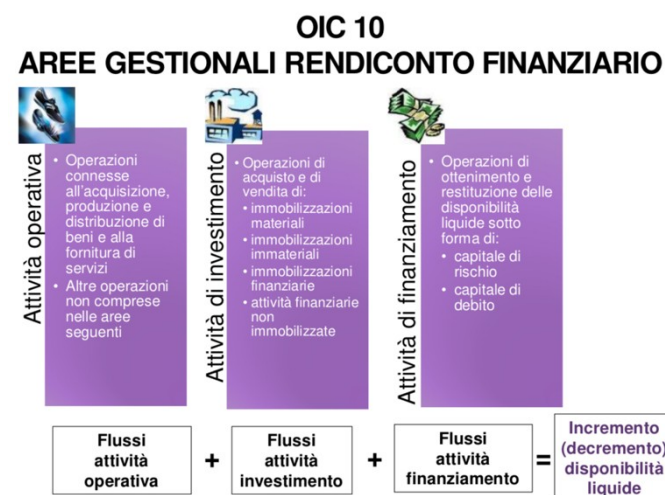 OIC 10
AREE GESTIONALI RENDICONTO FINANZIARIO
Attività operativa
• Operazioni
connesse
all'acquisizione,
produzione e
distribuzione di
beni e alla
fornitura di
servizi
• Altre operazioni
non comprese
nelle aree
seguenti
Attività di investimento
• Operazioni di
acquisto e di
vendita di:
• immobilizzazioni
materiali
• immobilizzazioni
immateriali
• immobilizzazioni
finanziarie
• attività finanziarie
non
immobilizzate
Attività di finanziamento
• Operazioni di
ottenimento e
restituzione delle
disponibilità
liquide sotto
forma di:
• capitale di
rischio
• capitale di
debito
Flussi
attività
operativa
+
Flussi
attività
investimento
+
Flussi
attività
finanziamento
=
Incremento
(decremento)
disponibilità
liquide